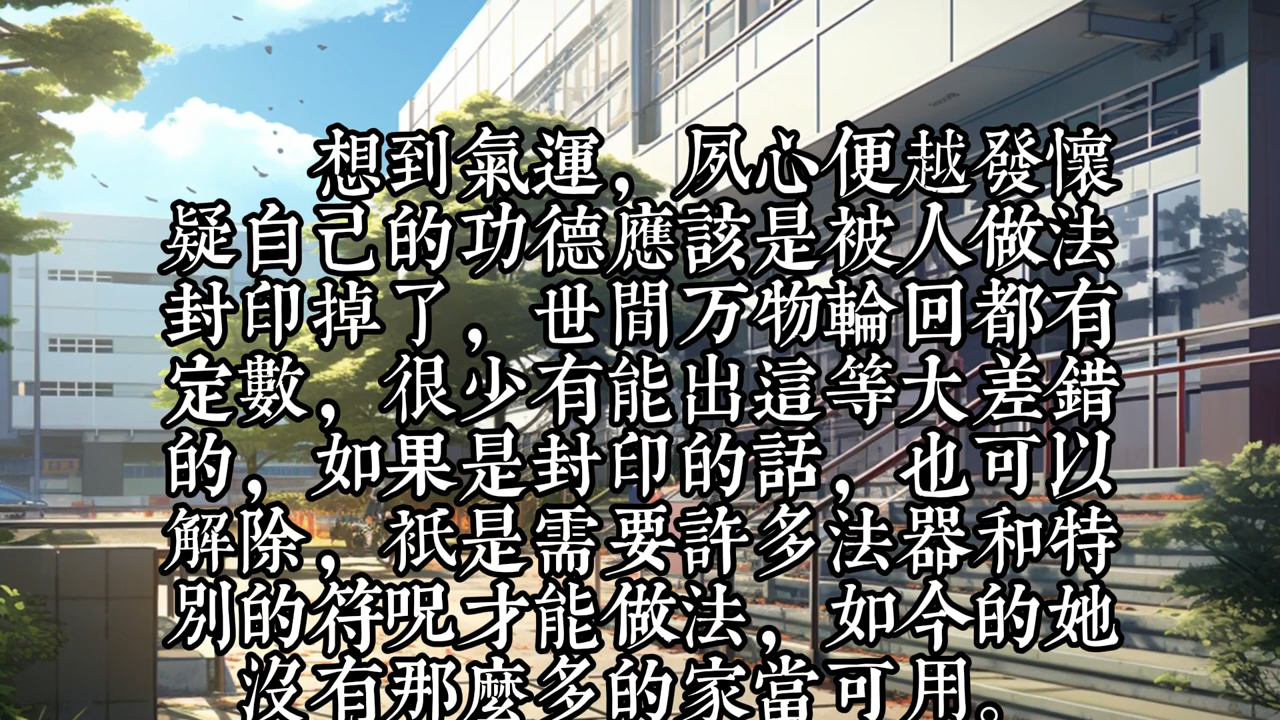 想到氣運，夙心便越發懷
疑自己的功德應該是被人做法
封印掉了，世間万物輪回都有
定數，很少有能出這等大差錯
的，如果是封印的話，也可以
解除，祇是需要許多法器和特
別的符呪才能做法，如今的她
沒有那麼多的家當可用。